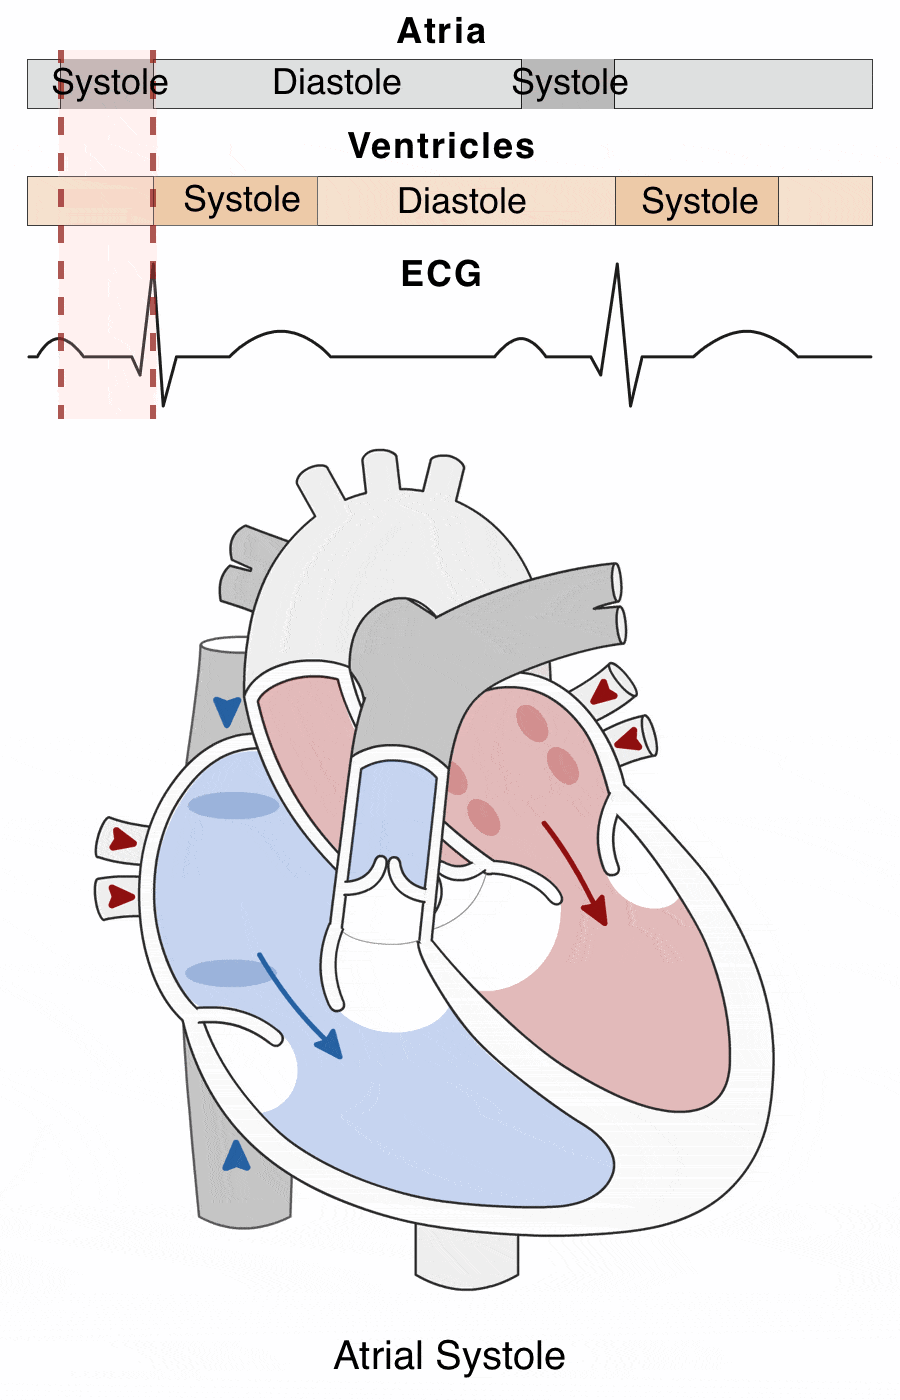 Atria
Systole Diastole Systole
Ventricles
Systole Diastole Systole
ECG
Atrial Systole